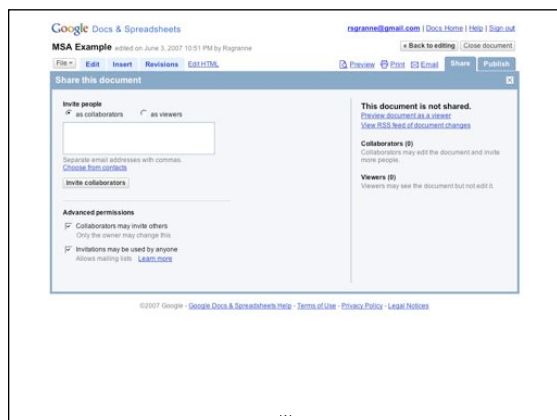 Google Docs & Spreadsheets
rsgranne@gmail.com | Docs Home | Help | Sign out
MSA Example edited on June 3, 2007 10:51 PM by Rsgranne
« Back to editing Close document
File Edit Insert Revisions Edit HTML Preview Print Email Share Publish
Share this document
Invite people
as collaborators as viewers
Separate email addresses with commas.
Choose from contacts
Invite collaborators
Advanced permissions
Collaborators may invite others
Only the owner may change this
Invitations may be used by anyone
Allows mailing lists Learn more
This document is not shared.
Preview document as a viewer
View RSS feed of document changes
Collaborators (0)
Collaborators may edit the document and invite
more people.
Viewers (0)
Viewers may see the document but not edit it.
©2007 Google - Google Docs & Spreadsheets Help - Terms of Use - Privacy Policy - Legal Notices
...